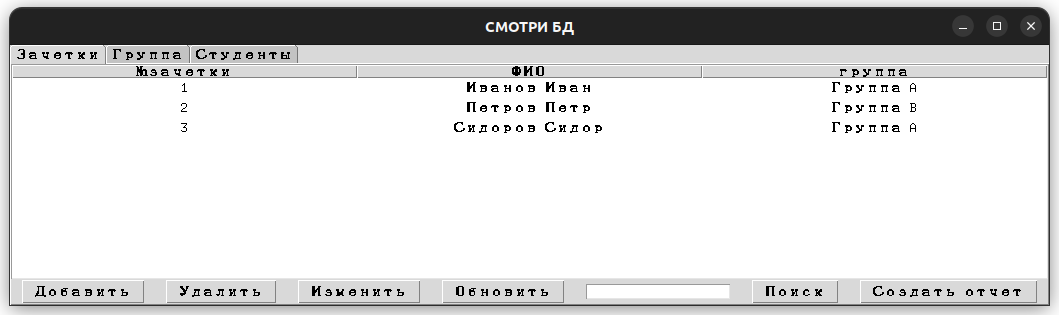 СМОТРИ БД
Зачетки Группа Студенты
№зачетки ФИО группа
1 Иванов Иван Группа A
2 Петров Петр Группа B
3 Сидоров Сидор Группа A
Добавить Удалить Изменить Обновить Поиск Создать отчет